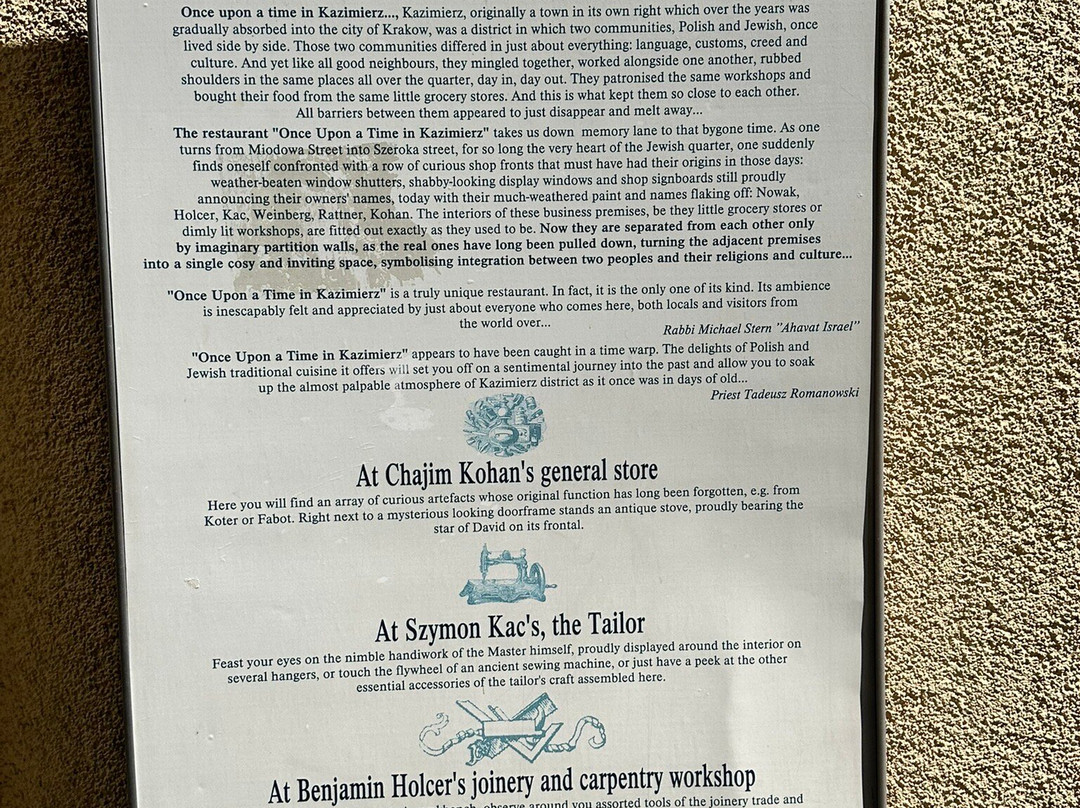 Once upon a time in Kazimierz..., Kazimierz, originally a town in its own right which over the years was
gradually absorbed into the city of Krakow, was a district in which two communities, Polish and Jewish, once
lived side by side. Those two communities differed in just about everything: language, customs, creed and
culture. And yet like all good neighbours, they mingled together, worked alongside one another, rubbed
shoulders in the same places all over the quarter, day in, day out. They patronised the same workshops and
bought their food from the same little grocery stores. And this is what kept them so close to each other.
All barriers between them appeared to just disappear and melt away...
The restaurant "Once Upon a Time in Kazimierz" takes us down memory lane to that bygone time. As one
turns from Miodowa Street into Szeroka street, for so long the very heart of the Jewish quarter, one suddenly
finds oneself confronted with a row of curious shop fronts that must have had their origins in those days:
weather-beaten window shutters, shabby-looking display windows and shop signboards still proudly
announcing their owners' names, today with their much-weathered paint and names flaking off: Nowak,
Holcer, Kac, Weinberg, Rattner, Kohan. The interiors of these business premises, be they little grocery stores or
dimly lit workshops, are fitted out exactly as they used to be. Now they are separated from each other only
by imaginary partition walls, as the real ones have long been pulled down, turning the adjacent premises
into a single cosy and inviting space, symbolising integration between two peoples and their religions and culture...
"Once Upon a Time in Kazimierz" is a truly unique restaurant. In fact, it is the only one of its kind. Its ambience
is inescapably felt and appreciated by just about everyone who comes here, both locals and visitors from
the world over...
Rabbi Michael Stern "Ahavat Israel"
"Once Upon a Time in Kazimierz" appears to have been caught in a time warp. The delights of Polish and
Jewish traditional cuisine it offers will set you off on a sentimental journey into the past and allow you to soak
up the almost palpable atmosphere of Kazimierz district as it once was in days of old...
Priest Tadeusz Romanowski
At Chajim Kohan's general store
Here you will find an array of curious artefacts whose original function has long been forgotten, e.g. from
Koter or Fabot. Right next to a mysterious looking doorframe stands an antique stove, proudly bearing the
star of David on its frontal.
At Szymon Kac's, the Tailor
Feast your eyes on the nimble handiwork of the Master himself, proudly displayed around the interior on
several hangers, or touch the flywheel of an ancient sewing machine, or just have a peek at the other
essential accessories of the tailor's craft assembled here.
At Benjamin Holcer's joinery and carpentry workshop
observe around you assorted tools of the joinery trade and